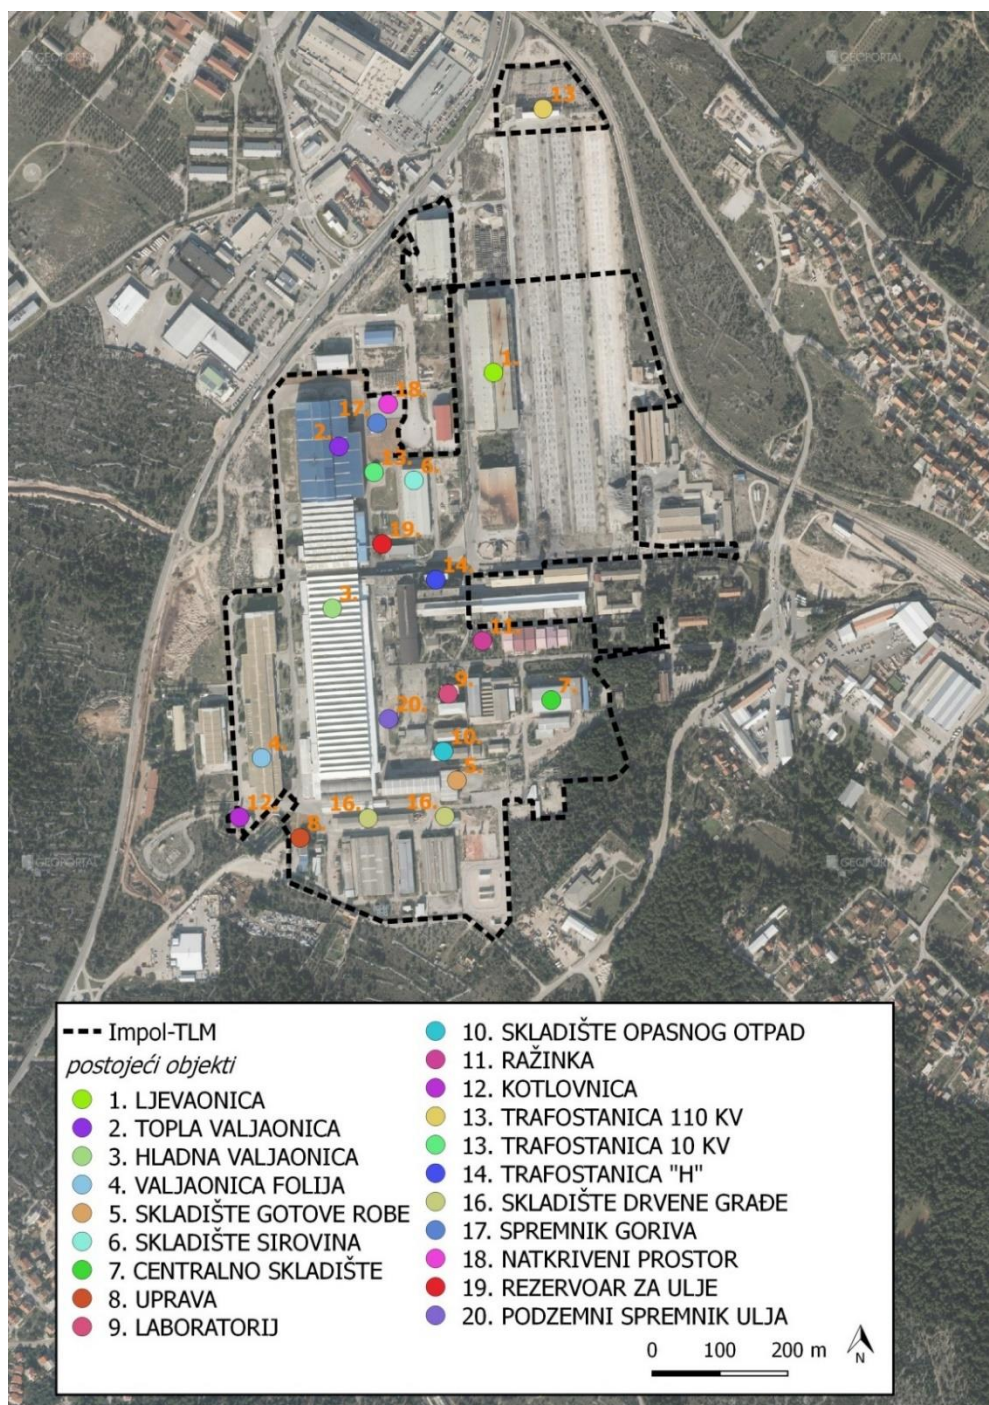 GEOPORTAL
GEOPORTAL
13
1.
18.
17.
2.
13.
6.
19.
14.
3.
11.
9.
7.
20.
10.
4.
5.
12.
16.
16.
8.
GEOPORTAL
GEOPORTAL
Impol-TLM
postojeći objekti
1. LJEVAONICA
2. TOPLA VALJAONICA
3. HLADNA VALJAONICA
4. VALJAONICA FOLIJA
5. SKLADIŠTE GOTOVE ROBE
6. SKLADIŠTE SIROVINA
7. CENTRALNO SKLADIŠTE
8. UPRAVA
9. LABORATORIJ
10. SKLADIŠTE OPASNOG OTPAD
11. RAŽINKA
12. KOTLOVNICA
13. TRAFOSTANICA 110 KV
13. TRAFOSTANICA 10 KV
14. TRAFOSTANICA "H"
16. SKLADIŠTE DRVENE GRAĐE
17. SPREMNIK GORIVA
18. NATKRIVENI PROSTOR
19. REZERVOAR ZA ULJE
20. PODZEMNI SPREMNIK ULJA
0 100 200 m
N